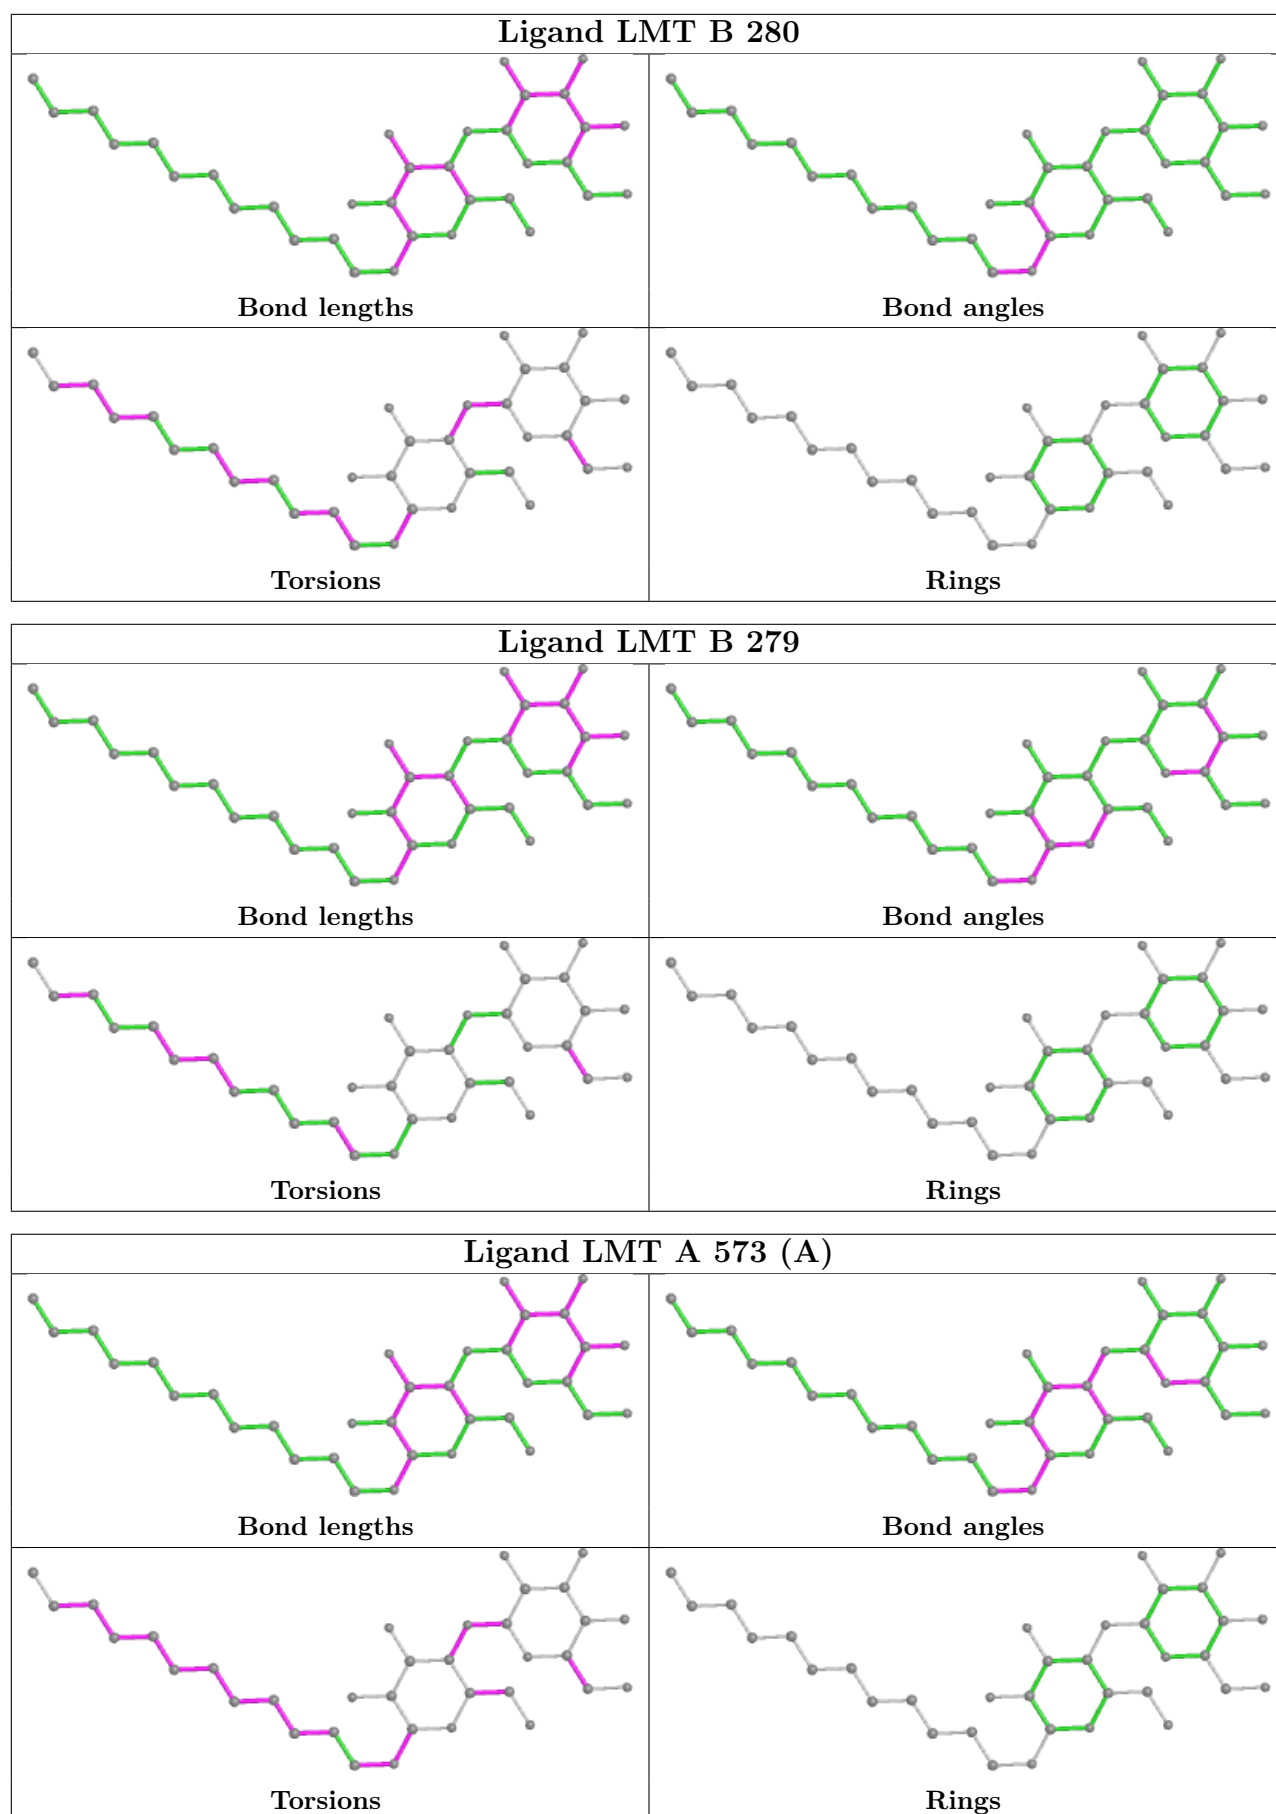 Ligand LMT B 280
Bond lengths
Bond angles
Torsions
Rings
Ligand LMT B 279
Bond lengths
Bond angles
Torsions
Rings
Ligand LMT A 573 (A)
Bond lengths
Bond angles
Torsions
Rings